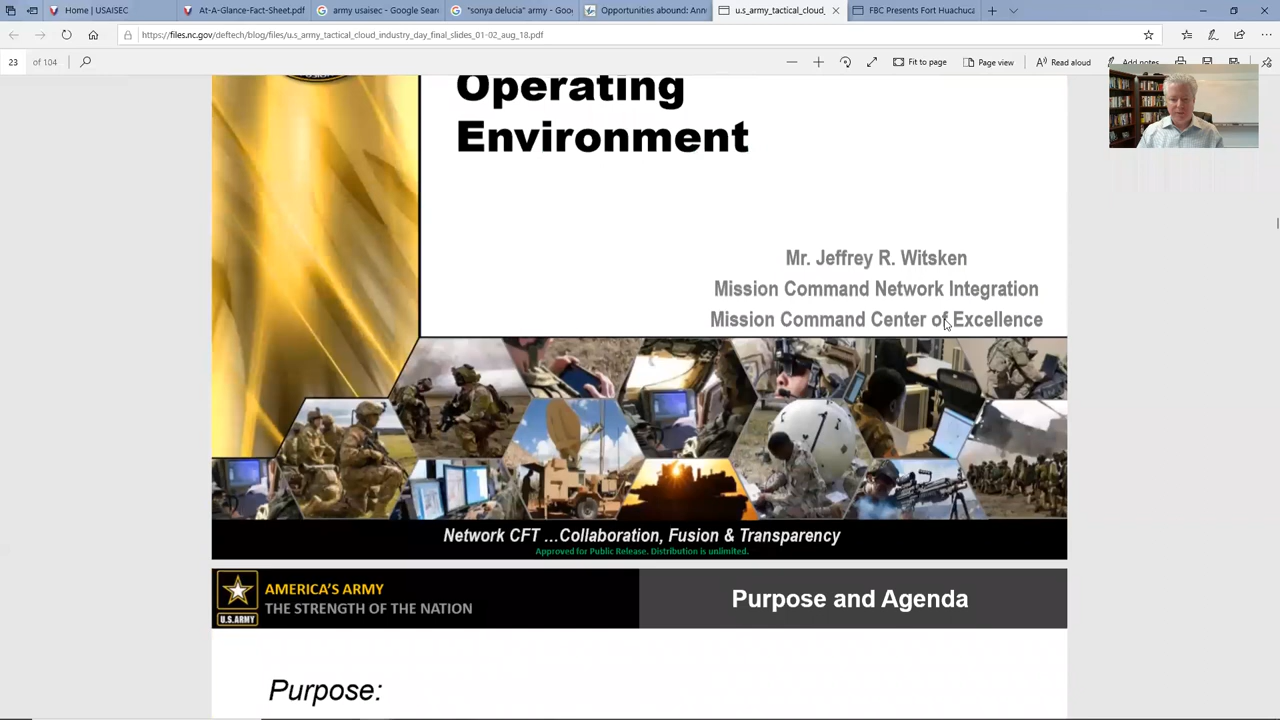 Home | USAISEC
At-A-Glance-Fact-Sheet.pdf
army usaisec - Google Sear
"sonya delucia" army - Goo
Opportunities abound: Ann
u.s_army_tactical_cloud_
FBC Presents Fort Huachuca
https://files.nc.gov/deftech/blog/files/u.s_army_tactical_cloud_industry_day_final_slides_01-02_aug_18.pdf
23 of 104
Fit to page
Page view
Read aloud
Add notes
Operating
Environment
Mr. Jeffrey R. Witsken
Mission Command Network Integration
Mission Command Center of Excellence
Network CFT ...Collaboration, Fusion & Transparency
Approved for Public Release. Distribution is unlimited.
AMERICA'S ARMY
THE STRENGTH OF THE NATION
U.S.ARMY
Purpose and Agenda
Purpose: